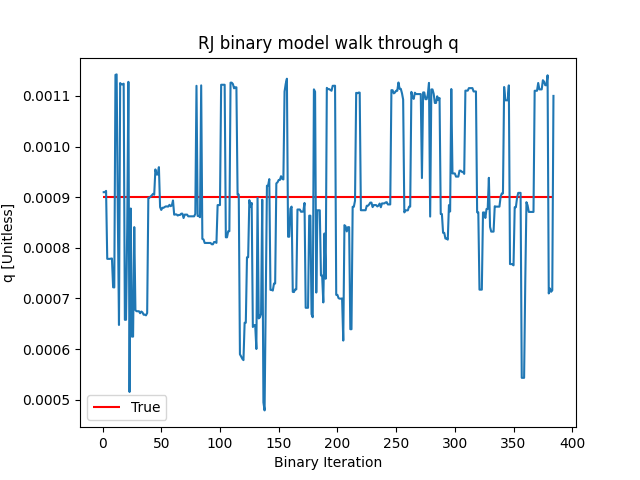 RJ binary model walk through q
q [Unitless]
0.0011
0.0010
0.0009
0.0008
0.0007
0.0006
0.0005
True
0 50 100 150 200 250 300 350 400
Binary Iteration